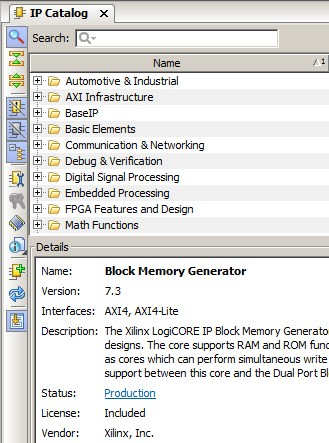 IP Catalog
Search:
Name
1
Automotive & Industrial
AXI Infrastructure
BaseIP
Basic Elements
Communication & Networking
Debug & Verification
Digital Signal Processing
Embedded Processing
FPGA Features and Design
Math Functions
Details
Name: Block Memory Generator
Version: 7.3
Interfaces: AXI4, AXI4-Lite
Description: The Xilinx LogiCORE IP Block Memory Generator
designs. The core supports RAM and ROM func
as cores which can perform simultaneous write
support between this core and the Dual Port Bl
Status: Production
License: Included
Vendor: Xilinx, Inc.